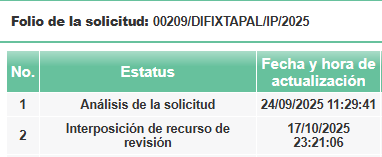 Folio de la solicitud: 00209/DIFIXTAPAL/IP/2025
No. Estatus Fecha y hora de
actualización
1 Análisis de la solicitud 24/09/2025 11:29:41
2 Interposición de recurso de
revisión 17/10/2025
23:21:06